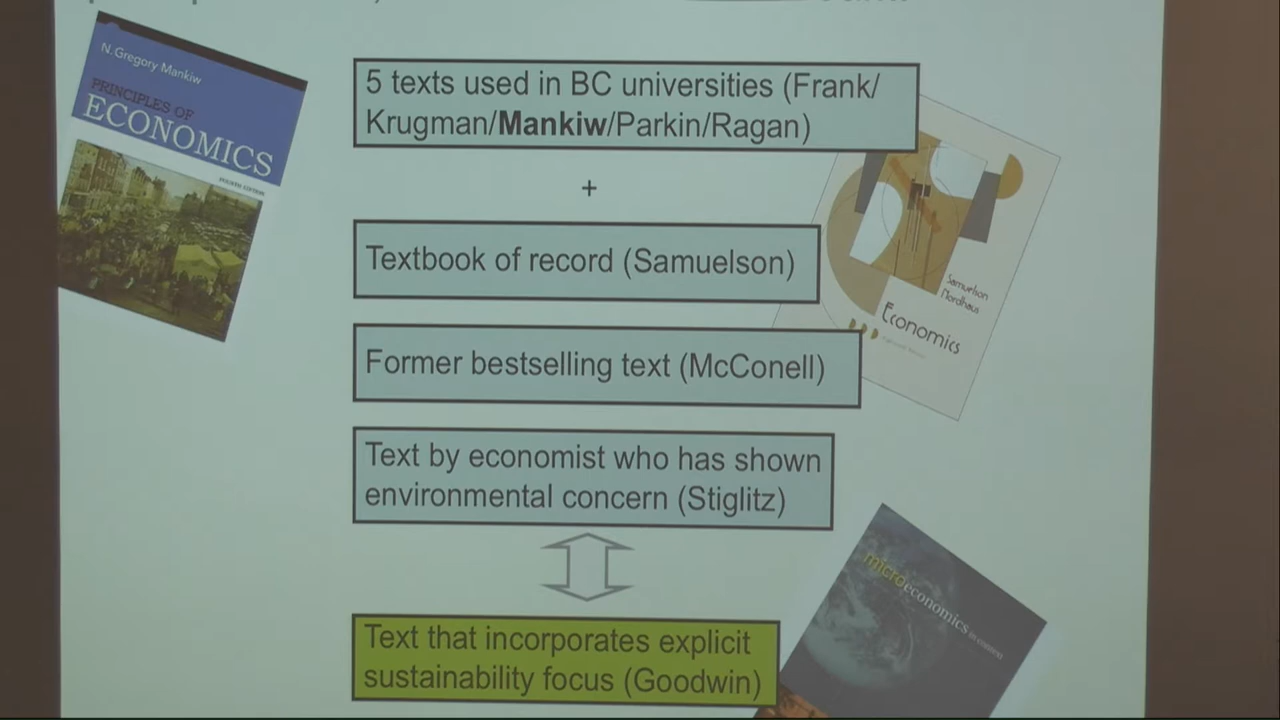 N. Gregory Mankiw
PRINCIPLES OF
ECONOMICS
FOURTH EDITION
5 texts used in BC universities (Frank/
Krugman/Mankiw/Parkin/Ragan)
+
Textbook of record (Samuelson)
Samuelson
Nordhaus
Economics
Former bestselling text (McConell)
Text by economist who has shown
environmental concern (Stiglitz)
microeconomics in context
Text that incorporates explicit
sustainability focus (Goodwin)